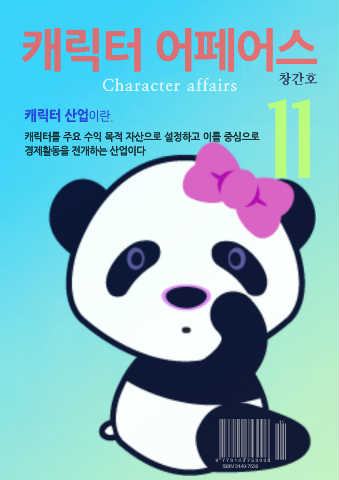 캐릭터 어페어스
Character affairs
창간호
11
캐릭터 산업이란.
캐릭터를 주요 수익 목적 자산으로 설정하고 이를 중심으로
경제활동을 전개하는 산업이다